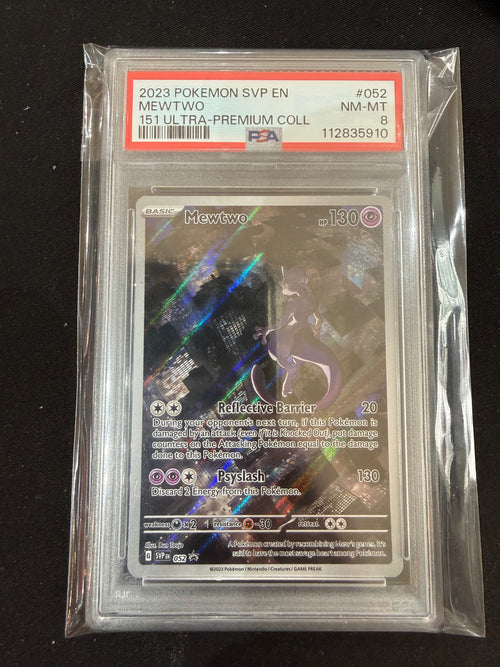 2023 POKEMON SVP EN #052
MEWTWO NM-MT
151 ULTRA-PREMIUM COLL 8
PSA 112835910
BASIC Mewtwo HP 130
Reflective Barrier 20
During your opponent's next turn, if this Pokémon is
damaged by an attack (even if it is Knocked Out), put damage
counters on the Attacking Pokémon equal to the damage
done to this Pokémon.
Psyslash 130
Discard 2 Energy from this Pokémon.
weakness ×2 resistance -30 retreat
Illus. Ben Tonjo
G SVP EN 052
A Pokémon created by recombining Mew's genes. It's
said to have the most savage heart among Pokémon.
©2023 Pokémon / Nintendo / Creatures / GAME FREAK